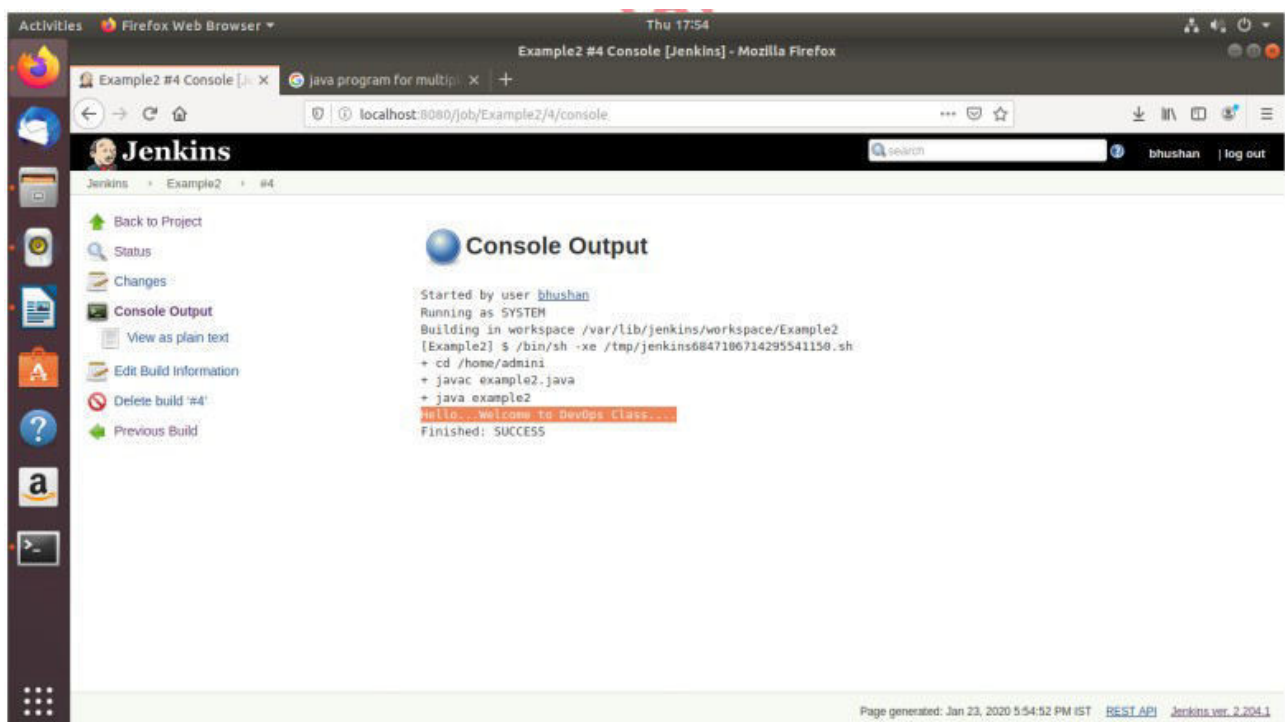 Activities Firefox Web Browser Thu 17:54
Example2 #4 Console [Jenkins] - Mozilla Firefox
Example2 #4 Console [Je java program for multipl
localhost:8080/job/Example2/4/console
Jenkins search bhushan | log out
Jenkins Example2 #4
Back to Project
Status
Changes
Console Output
View as plain text
Edit Build Information
Delete build '#4'
Previous Build
Console Output
Started by user bhushan
Running as SYSTEM
Building in workspace /var/lib/jenkins/workspace/Example2
[Example2] $ /bin/sh -xe /tmp/jenkins6847106714295541150.sh
+ cd /home/admini
+ javac example2.java
+ java example2
Hello...Welcome to DevOps Class....
Finished: SUCCESS
Page generated: Jan 23, 2020 5:54:52 PM IST REST API Jenkins ver. 2.204.1